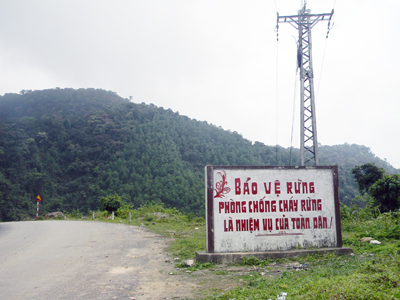 BẢO VỆ RỪNG
PHÒNG CHỐNG CHÁY RỪNG
LÀ NHIỆM VỤ CỦA TOÀN DÂN!